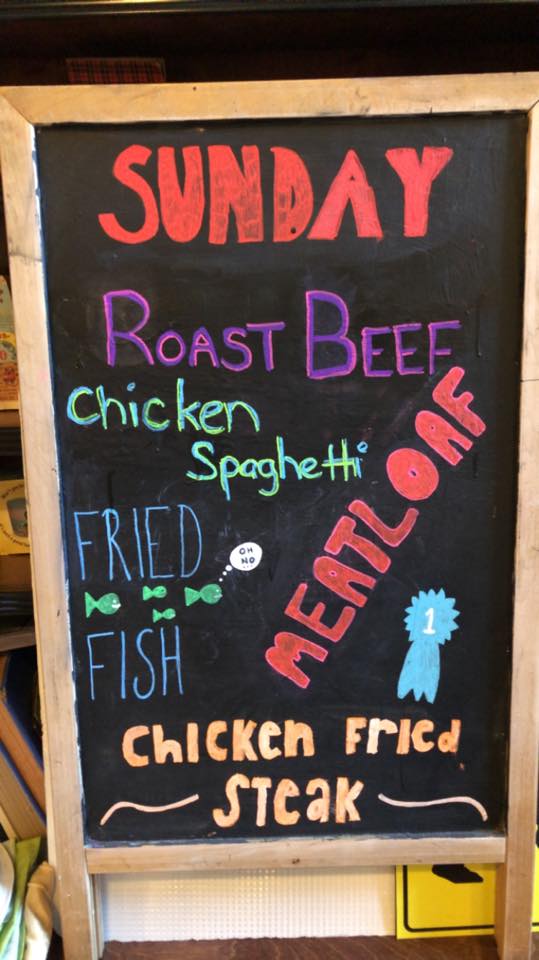 SUNDAY
ROAST BEEF
Chicken
Spaghetti
MEATLOAF
FRIED
OH
NO
FISH
1
CHICKEN FRIED
STEAK